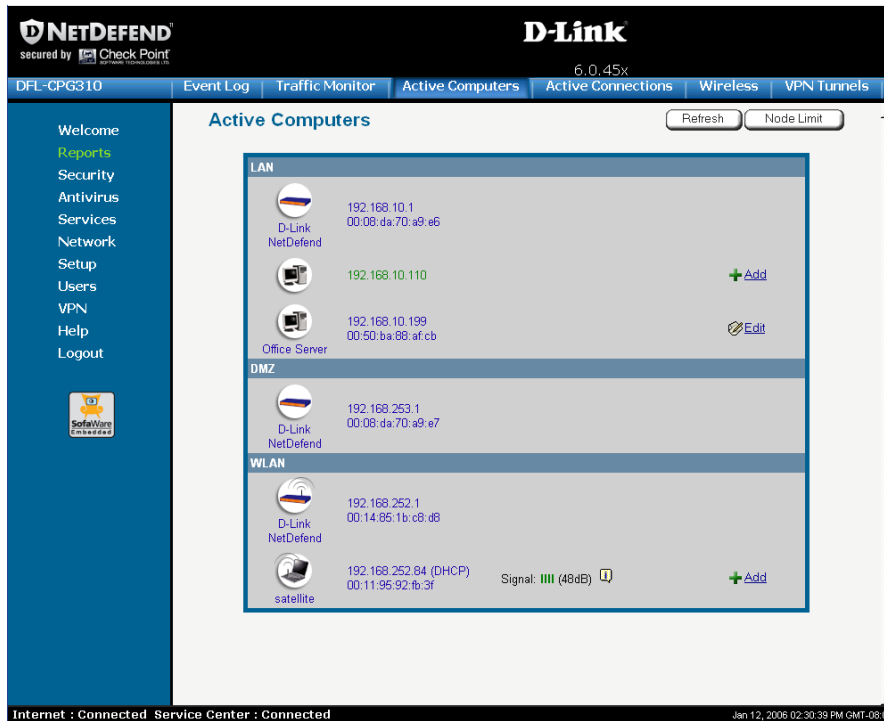 NETDEFEND
secured by Check Point
SOFTWARE TECHNOLOGIES LTD.
D-Link
6.0.45x
DFL-CPG310
Event Log | Traffic Monitor | Active Computers | Active Connections | Wireless | VPN Tunnels
Welcome
Reports
Security
Antivirus
Services
Network
Setup
Users
VPN
Help
Logout
SofaWare
Embedded
Active Computers
Refresh
Node Limit
LAN
D-Link
NetDefend
192.168.10.1
00:08:da:70:a9:e6
192.168.10.110
Add
Office Server
192.168.10.199
00:50:ba:88:af:cb
Edit
DMZ
D-Link
NetDefend
192.168.253.1
00:08:da:70:a9:e7
WLAN
D-Link
NetDefend
192.168.252.1
00:14:85:1b:c8:d8
satellite
192.168.252.84 (DHCP)
00:11:95:92:fb:3f
Signal: IIII (48dB)
Add
Internet : Connected Service Center : Connected
Jan 12, 2006 02:30:39 PM GMT-08: